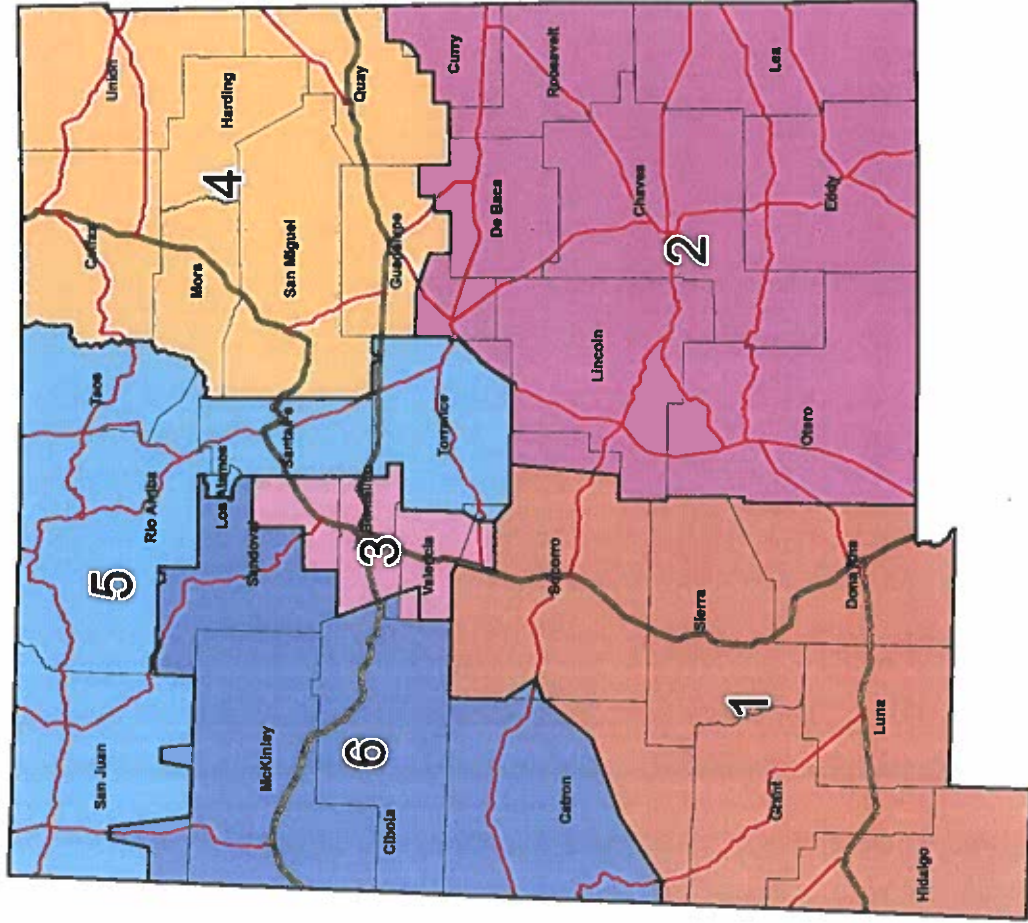 San Juan
Rio Arriba
Taos
Colfax
Union
5
Los Alamos
Mora
4
Harding
McKinley
Sandoval
Santa Fe
San Miguel
6
Cibola
3
Bernalillo
Valencia
Torrance
Guadalupe
Quay
Curry
De Baca
Roosevelt
Catron
Socorro
Lincoln
Chaves
2
1
Sierra
Grant
Luna
Dona Ana
Otero
Eddy
Lea
Hidalgo